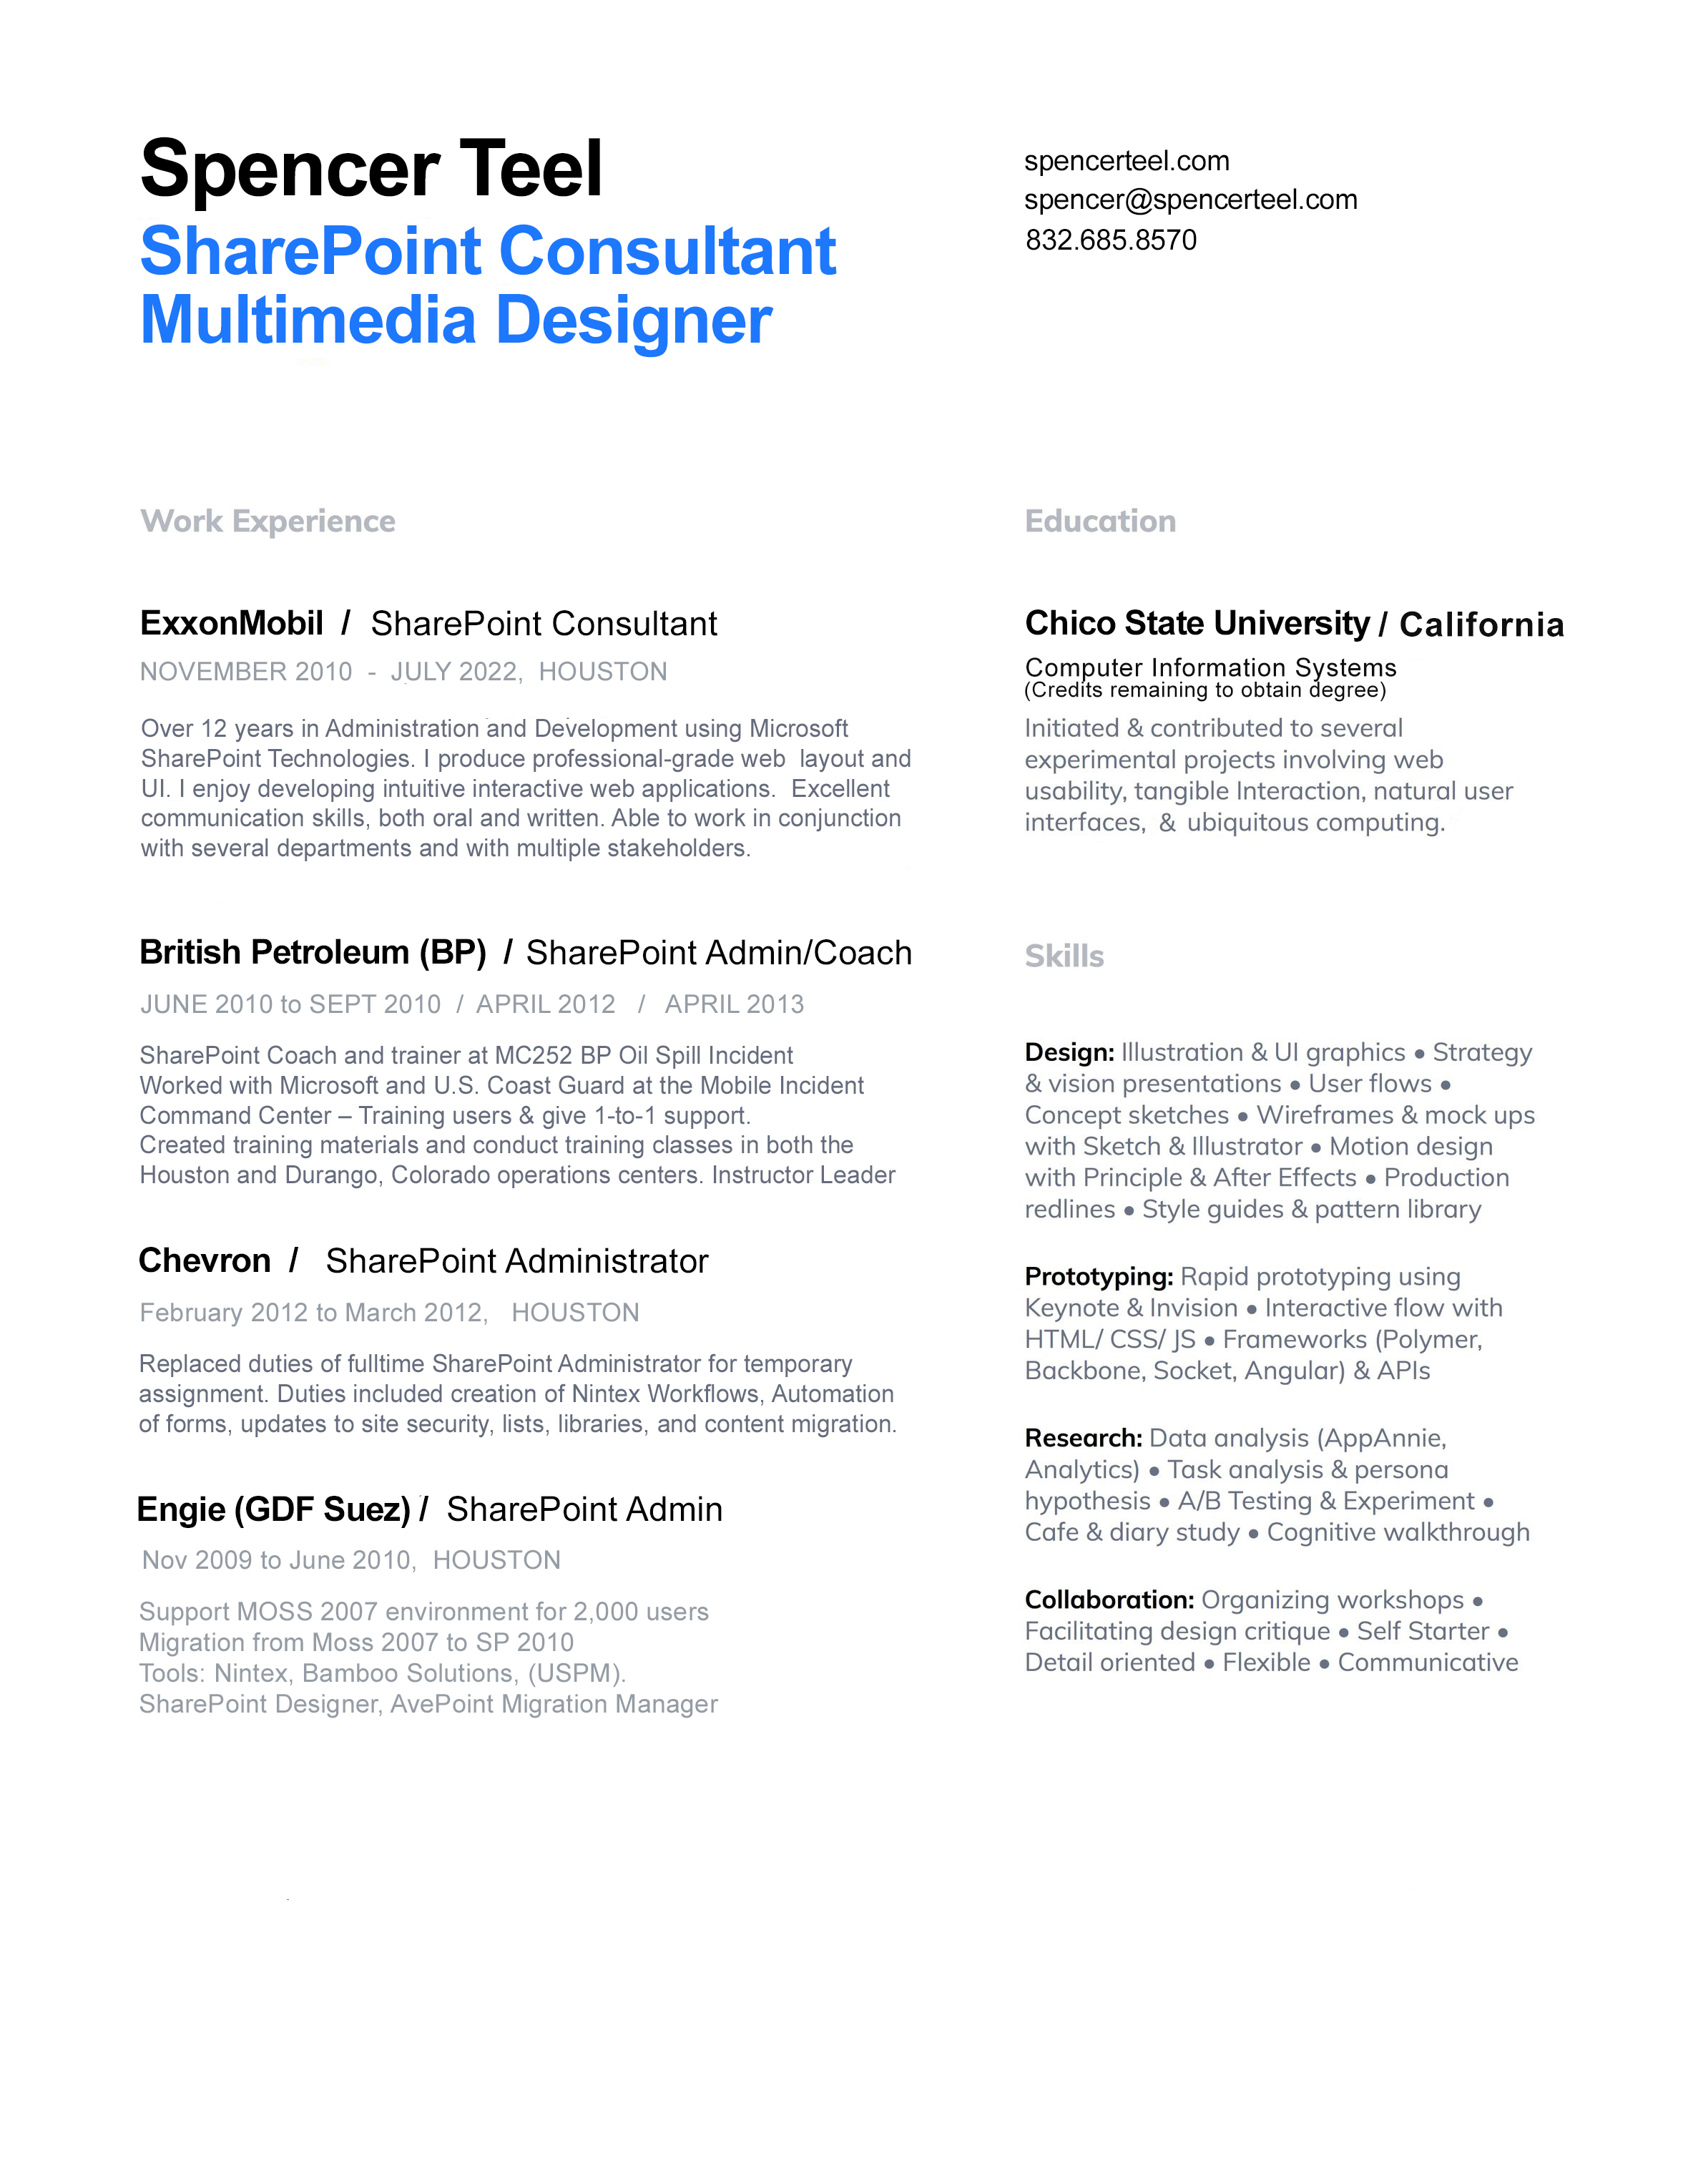 Spencer Teel
SharePoint Consultant
Multimedia Designer
spencerteel.com
spencer@spencerteel.com
832.685.8570
Work Experience
ExxonMobil / SharePoint Consultant
NOVEMBER 2010 - JULY 2022, HOUSTON
Over 12 years in Administration and Development using Microsoft
SharePoint Technologies. I produce professional-grade web layout and
UI. I enjoy developing intuitive interactive web applications. Excellent
communication skills, both oral and written. Able to work in conjunction
with several departments and with multiple stakeholders.
British Petroleum (BP) / SharePoint Admin/Coach
JUNE 2010 to SEPT 2010 / APRIL 2012 / APRIL 2013
SharePoint Coach and trainer at MC252 BP Oil Spill Incident
Worked with Microsoft and U.S. Coast Guard at the Mobile Incident
Command Center – Training users & give 1-to-1 support.
Created training materials and conduct training classes in both the
Houston and Durango, Colorado operations centers. Instructor Leader
Chevron / SharePoint Administrator
February 2012 to March 2012, HOUSTON
Replaced duties of fulltime SharePoint Administrator for temporary
assignment. Duties included creation of Nintex Workflows, Automation
of forms, updates to site security, lists, libraries, and content migration.
Engie (GDF Suez) / SharePoint Admin
Nov 2009 to June 2010, HOUSTON
Support MOSS 2007 environment for 2,000 users
Migration from Moss 2007 to SP 2010
Tools: Nintex, Bamboo Solutions, (USPM).
SharePoint Designer, AvePoint Migration Manager
Education
Chico State University / California
Computer Information Systems
(Credits remaining to obtain degree)
Initiated & contributed to several
experimental projects involving web
usability, tangible Interaction, natural user
interfaces, & ubiquitous computing.
Skills
Design: Illustration & UI graphics • Strategy
& vision presentations • User flows •
Concept sketches • Wireframes & mock ups
with Sketch & Illustrator • Motion design
with Principle & After Effects • Production
redlines • Style guides & pattern library
Prototyping: Rapid prototyping using
Keynote & Invision • Interactive flow with
HTML/ CSS/ JS • Frameworks (Polymer,
Backbone, Socket, Angular) & APIs
Research: Data analysis (AppAnnie,
Analytics) • Task analysis & persona
hypothesis • A/B Testing & Experiment •
Cafe & diary study • Cognitive walkthrough
Collaboration: Organizing workshops •
Facilitating design critique • Self Starter •
Detail oriented • Flexible • Communicative